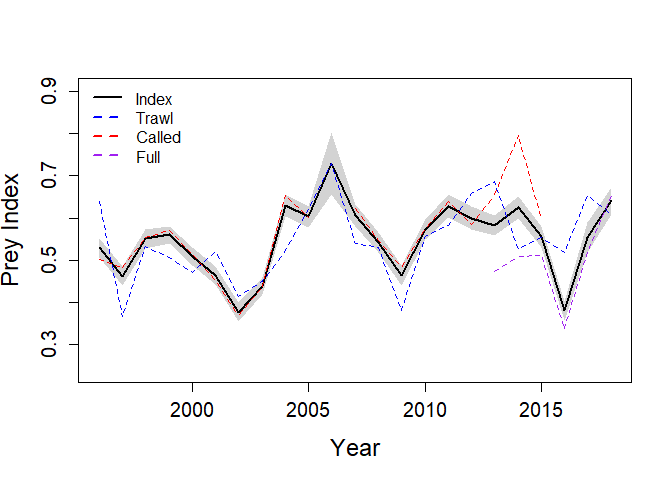 0.9
0.7
0.5
0.3
Prey Index
Index
Trawl
Called
Full
2000
2005
2010
2015
Year